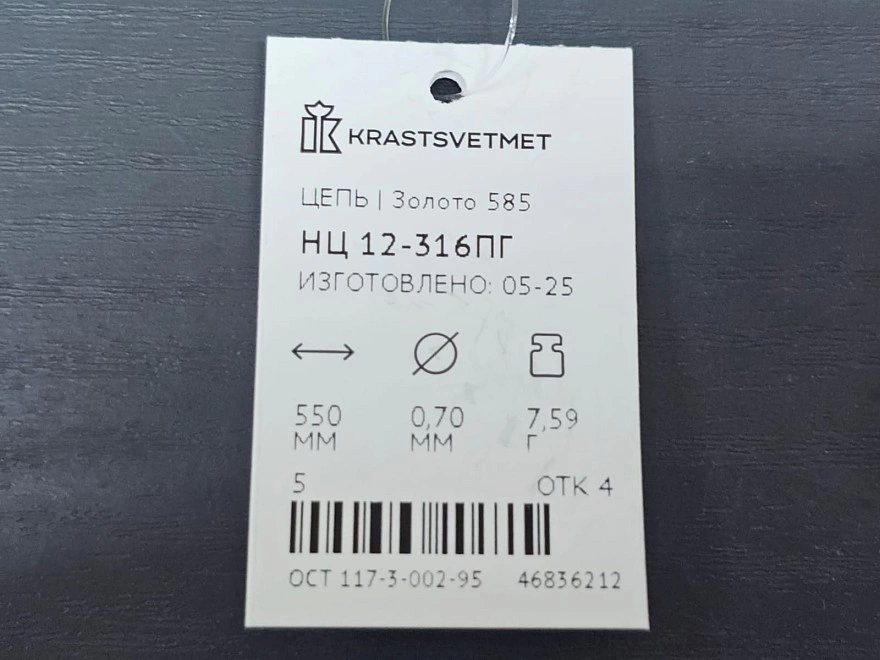 KRASTSVETMET
ЦЕПЬ | Золото 585
НЦ 12-316ПГ
ИЗГОТОВЛЕНО: 05-25
550 0,70 7,59
ММ ММ Г
5 ОТК 4
ОСТ 117-3-002-95 46836212